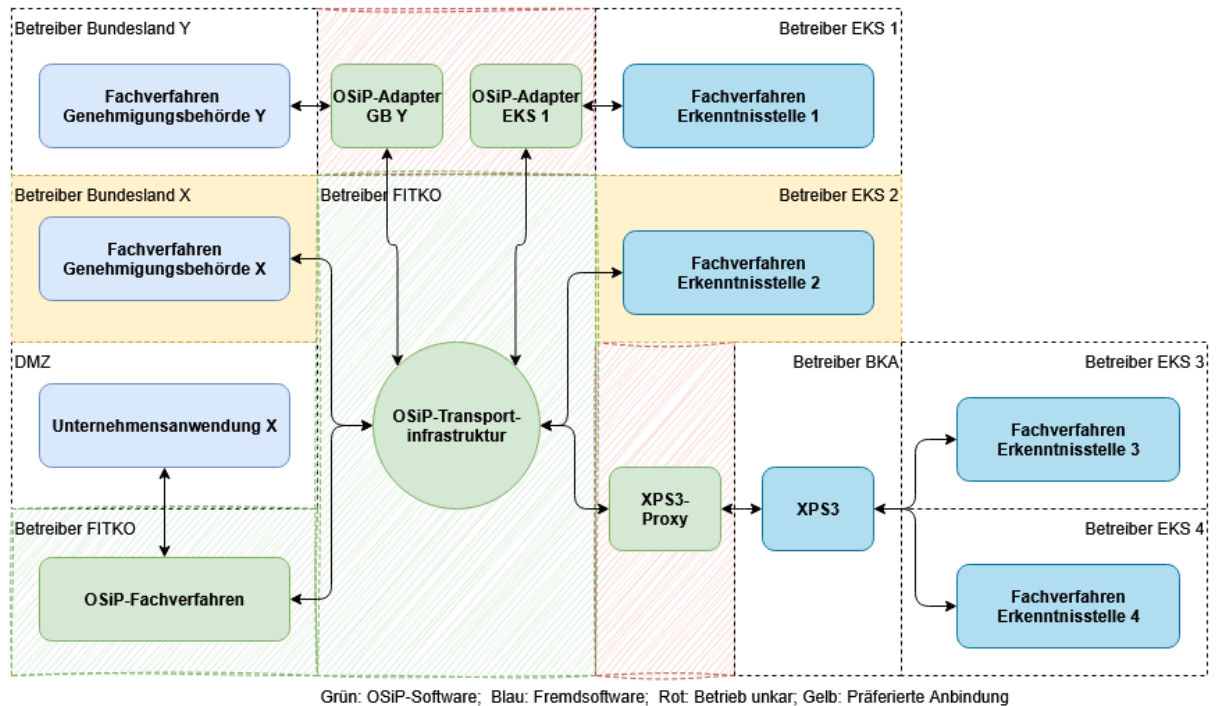 Betreiber Bundesland Y
Betreiber EKS 1
Fachverfahren
Genehmigungsbehörde Y
OSiP-Adapter
GB Y
OSiP-Adapter
EKS 1
Fachverfahren
Erkenntnisstelle 1
Betreiber Bundesland X
Betreiber FITKO
Betreiber EKS 2
Fachverfahren
Genehmigungsbehörde X
Fachverfahren
Erkenntnisstelle 2
DMZ
Betreiber BKA
Betreiber EKS 3
Unternehmensanwendung X
OSiP-Transport-
infrastruktur
Fachverfahren
Erkenntnisstelle 3
XPS3-
Proxy
XPS3
Betreiber FITKO
Betreiber EKS 4
OSiP-Fachverfahren
Fachverfahren
Erkenntnisstelle 4
Grün: OSiP-Software; Blau: Fremdsoftware; Rot: Betrieb unkar; Gelb: Präferierte Anbindung